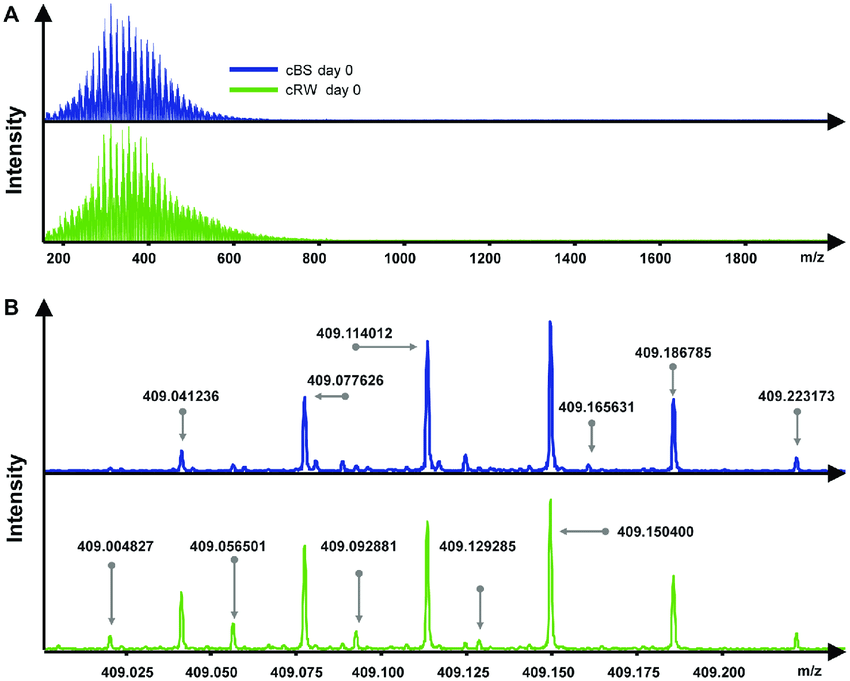 A
Intensity
cBS day 0
cRW day 0
200 400 600 800 1000 1200 1400 1600 1800 m/z
B
Intensity
409.114012
409.077626
409.041236
409.186785
409.165631
409.223173
409.004827
409.056501
409.092881
409.129285
409.150400
409.025 409.050 409.075 409.100 409.125 409.150 409.175 409.200 m/z